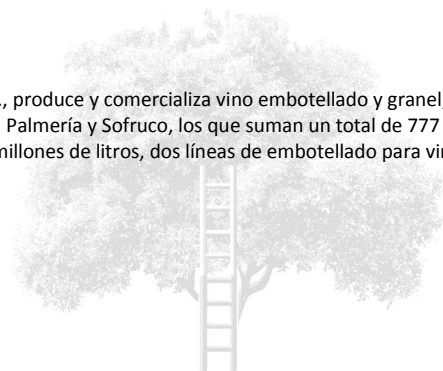 ., produce y comercializa vino embotellado y granel,
Palmería y Sofruco, los que suman un total de 777
millones de litros, dos líneas de embotellado para vin